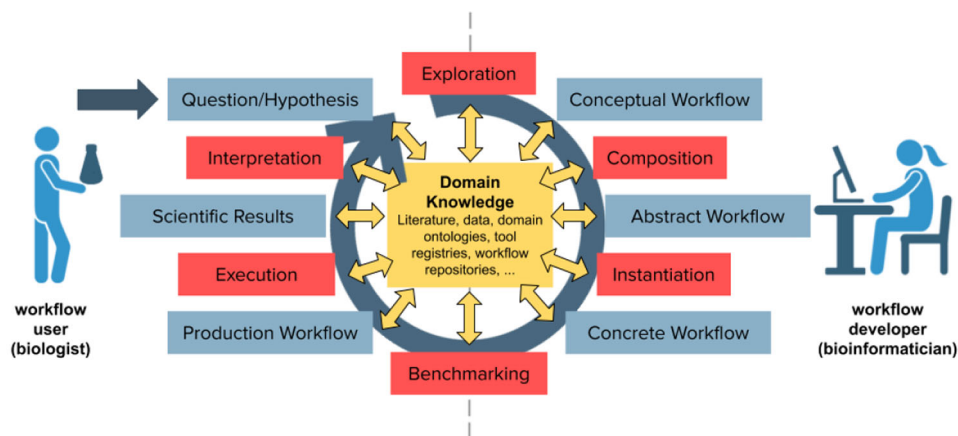 Exploration
Question/Hypothesis
Conceptual Workflow
Interpretation
Composition
Domain
Knowledge
Literature, data, domain
ontologies, tool
registries, workflow
repositories, ...
Scientific Results
Abstract Workflow
Execution
Instantiation
Production Workflow
Concrete Workflow
Benchmarking
workflow
user
(biologist)
workflow
developer
(bioinformatician)